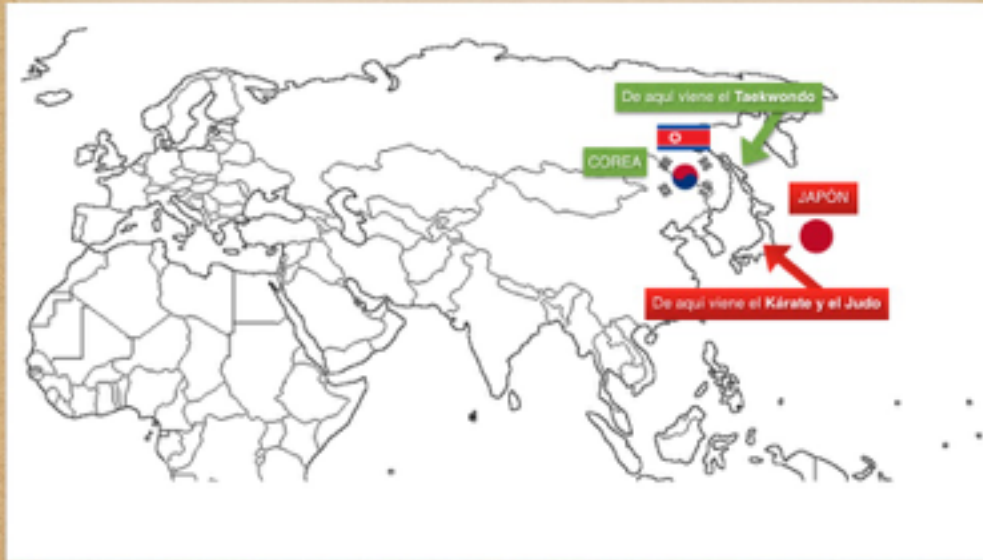 De aquí viene el Taekwondo
COREA
JAPÓN
De aquí viene el Kárate y el Judo